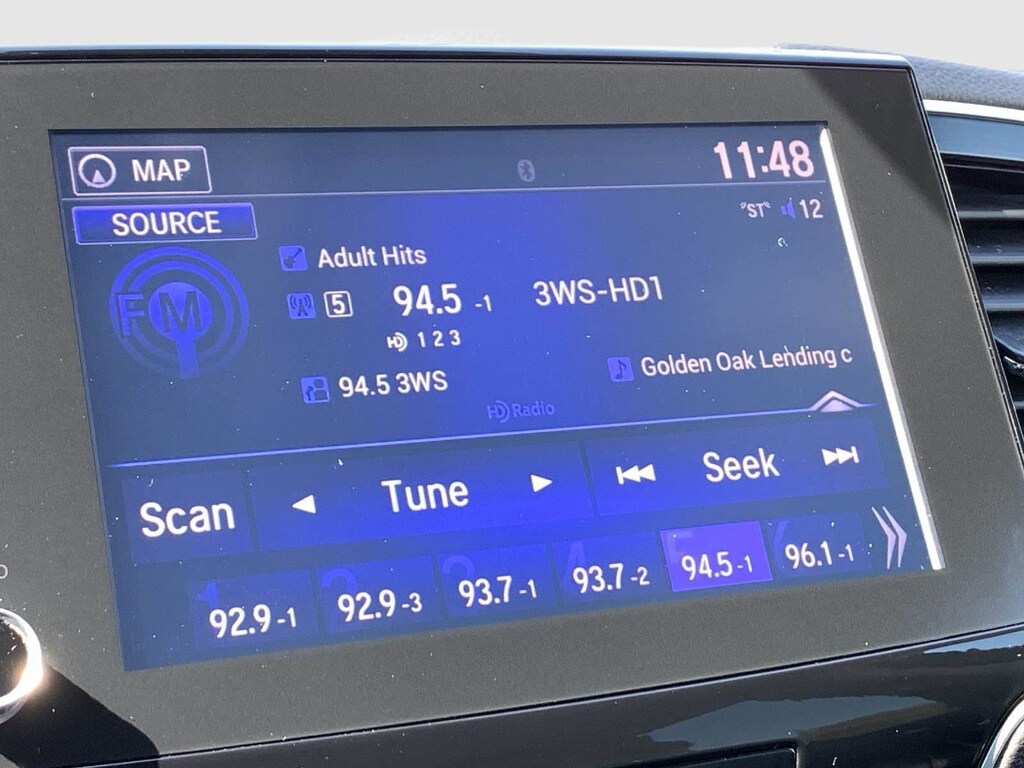 MAP
11:48
SOURCE
"ST" 12
Adult Hits
FM
5 94.5 -1 3WS-HD1
HD 1 2 3
94.5 3WS
Golden Oak Lending c
HD Radio
Scan Tune Seek
1 2 3 4 5 6
92.9 -1 92.9 -3 93.7 -1 93.7 -2 94.5 -1 96.1 -1